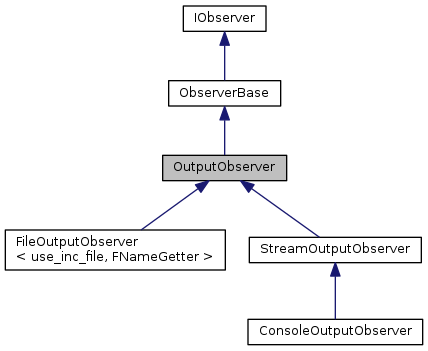 IObserver
ObserverBase
OutputObserver
FileOutputObserver
< use_inc_file, FNameGetter >
StreamOutputObserver
ConsoleOutputObserver